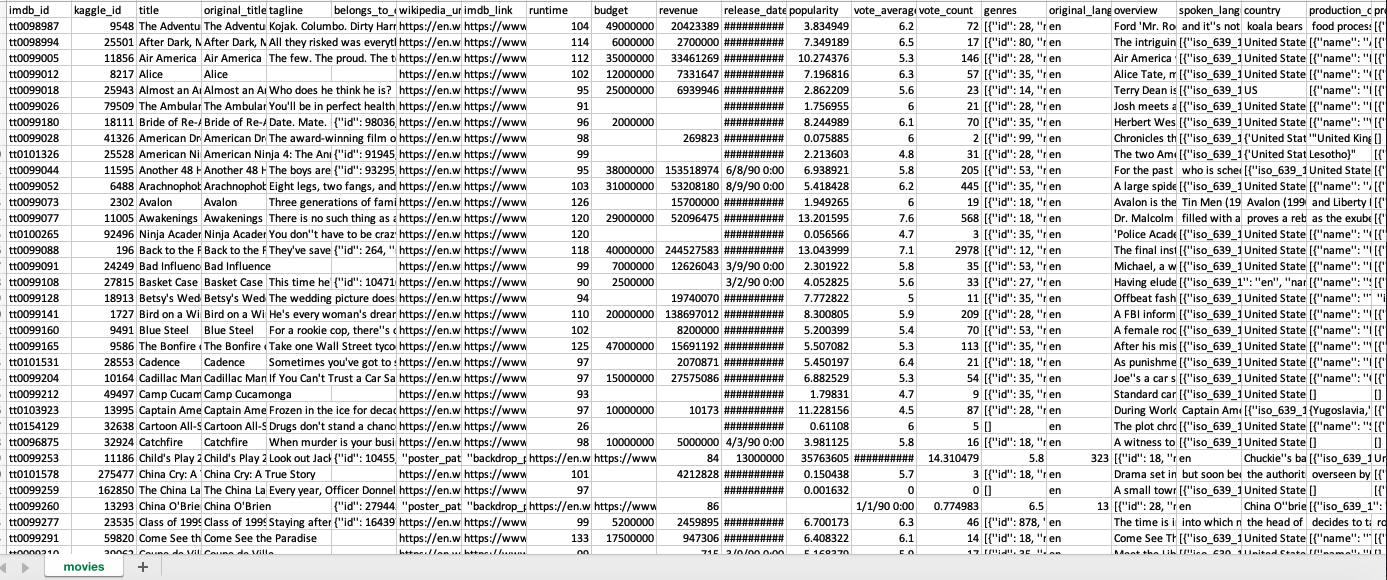 imdb_id kaggle_id title original_title tagline belongs_to_ wikipedia_ur imdb_link runtime budget revenue release_date popularity vote_average vote_count genres original_lang overview spoken_lang country production_c
tt0098987 9548 The Adventu The Adventu Kojak. Columbo. Dirty Harr https://en.w https://www 104 49000000 20423389 ########## 3.834949 6.2 72 [{"id": 28, "r en Ford 'Mr. Ro and it"s not koala bears food process
tt0098994 25501 After Dark, M After Dark, M All they risked was everytl https://en.w https://www 114 6000000 2700000 ########## 7.349189 6.5 17 [{"id": 80, "r en The intriguin [{"iso_639_1 United State [{"name": "
tt0099005 11856 Air America Air America The few. The proud. The t https://en.w https://www 112 35000000 33461269 ########## 10.274376 5.3 146 [{"id": 28, "r en Air America [{"iso_639_1 United State [{"name": "
tt0099012 8217 Alice Alice https://en.w https://www 102 12000000 7331647 ########## 7.196816 6.3 57 [{"id": 35, "r en Alice Tate, m [{"iso_639_1 United State [{"name": "
tt0099018 25943 Almost an A Almost an A Who does he think he is? https://en.w https://www 95 25000000 6939946 ########## 2.862209 5.6 23 [{"id": 14, "r en Terry Dean is [{"iso_639_1 US [{"name": "
tt0099026 79509 The Ambulan The Ambulan You'll be in perfect health https://en.w https://www 91 ########## 1.756955 6 21 [{"id": 28, "r en Josh meets a [{"iso_639_1 United State [{"name": "
tt0099180 18111 Bride of Re-A Bride of Re-A Date. Mate. {"id": 98036, https://en.w https://www 96 2000000 ########## 8.244989 6.1 70 [{"id": 35, "r en Herbert Wes [{"iso_639_1 United State [{"name": "
tt0099028 41326 American Dr American Dr The award-winning film o https://en.w https://www 98 269823 ########## 0.075885 6 2 [{"id": 99, "r en Chronicles th [{"iso_639_1 {'United Stat '"United King []
tt0101326 25528 American Ni American Ninja 4: The Ann {"id": 91945, https://en.w https://www 99 ########## 2.213603 4.8 31 [{"id": 28, "r en The two Ame [{"iso_639_1 {'United Stat Lesotho}"
tt0099044 11595 Another 48 H Another 48 H The boys are {"id": 93295, https://en.w https://www 95 38000000 153518974 6/8/90 0:00 6.938921 5.8 205 [{"id": 53, "r en For the past who is sche [{"iso_639_1 United State
tt0099052 6488 Arachnophob Arachnophob Eight legs, two fangs, and https://en.w https://www 103 31000000 53208180 8/9/90 0:00 5.418428 6.2 445 [{"id": 35, "r en A large spide [{"iso_639_1 United State [{"name": "
tt0099073 2302 Avalon Avalon Three generations of fami https://en.w https://www 126 15700000 ########## 1.949265 6 19 [{"id": 18, "r en Avalon is the Tin Men (19 Avalon (199 and Liberty
tt0099077 11005 Awakenings Awakenings There is no such thing as a https://en.w https://www 120 29000000 52096475 ########## 13.201595 7.6 568 [{"id": 18, "r en Dr. Malcolm filled with a proves a reb as the exube
tt0100265 92496 Ninja Acader Ninja Acader You don"t have to be craz https://en.w https://www 120 ########## 0.056566 4.7 3 [{"id": 35, "r en 'Police Acade [{"iso_639_1 United State [{"name": "
tt0099088 196 Back to the F Back to the F They've save {"id": 264, " https://en.w https://www 118 40000000 244527583 ########## 13.043999 7.1 2978 [{"id": 12, "r en The final inst [{"iso_639_1 United State [{"name": "
tt0099091 24249 Bad Influenc Bad Influence https://en.w https://www 99 7000000 12626043 3/9/90 0:00 2.301922 5.8 35 [{"id": 53, "r en Michael, a w [{"iso_639_1 United State [{"name": "
tt0099108 27815 Basket Case Basket Case This time he {"id": 10471 https://en.w https://www 90 2500000 3/2/90 0:00 4.052825 5.6 33 [{"id": 27, "r en Having elude [{"iso_639_1": "en", "nar United State [{"name": "
tt0099128 18913 Betsy's Wed Betsy's Wed The wedding picture does https://en.w https://www 94 19740070 ########## 7.772822 5 11 [{"id": 35, "r en Offbeat fash [{"iso_639_1 United State [{"name": "
tt0099141 1727 Bird on a Wi Bird on a Wi He's every woman's drean https://en.w https://www 110 20000000 138697012 ########## 8.300805 5.9 209 [{"id": 28, "r en A FBI inform [{"iso_639_1 United State [{"name": "
tt0099160 9491 Blue Steel Blue Steel For a rookie cop, there"s c https://en.w https://www 102 8200000 ########## 5.200399 5.4 70 [{"id": 53, "r en A female roo [{"iso_639_1 United State [{"name": "
tt0099165 9586 The Bonfire o The Bonfire o Take one Wall Street tyco https://en.w https://www 125 47000000 15691192 ########## 5.507082 5.3 113 [{"id": 35, "r en After his mis [{"iso_639_1 United State [{"name": "
tt0101531 28553 Cadence Cadence Sometimes you've got to s https://en.w https://www 97 2070871 ########## 5.450197 6.4 21 [{"id": 18, "r en As punishme [{"iso_639_1 United State [{"name": "
tt0099204 10164 Cadillac Man Cadillac Man If You Can't Trust a Car Sa https://en.w https://www 97 15000000 27575086 ########## 6.882529 5.3 54 [{"id": 35, "r en Joe"s a car s [{"iso_639_1 United State [{"name": "
tt0099212 49497 Camp Cucam Camp Cucamonga https://en.w https://www 93 ########## 1.79831 4.7 9 [{"id": 35, "r en Standard car [{"iso_639_1 United State []
tt0103923 13995 Captain Ame Captain Ame Frozen in the ice for decad https://en.w https://www 97 10000000 10173 ########## 11.228156 4.5 87 [{"id": 28, "r en During World Captain Am [{"iso_639_1 {Yugoslavia,
tt0154129 32638 Cartoon All-S Cartoon All-S Drugs don't stand a chanc https://en.w https://www 26 ########## 0.61108 6 5 [] en The plot chro [{"iso_639_1 United State [{"name": "
tt0096875 32924 Catchfire Catchfire When murder is your busi https://en.w https://www 98 10000000 5000000 4/3/90 0:00 3.981125 5.8 16 [{"id": 18, "r en A witness to [{"iso_639_1 United State []
tt0099253 11186 Child's Play 2 Child's Play 2 Look out Jack {"id": 10455, "poster_pat "backdrop_p https://en.w https://www 84 13000000 35763605 ########## 14.310479 5.8 323 [{"id": 18, "r en Chuckie"s ba [{"iso_639_1 United
tt0101578 275477 China Cry: A T China Cry: A True Story https://en.w https://www 101 4212828 ########## 0.150438 5.7 3 [{"id": 18, "r en Drama set in but soon bec the authoriti overseen by
tt0099259 162850 The China La The China La Every year, Officer Donnel https://en.w https://www 97 ########## 0.001632 0 0 [] en A small town [{"iso_639_1 United State []
tt0099260 13293 China O'Brie China O'Brien {"id": 27944 "poster_pat "backdrop_p https://en.w https://www 86 1/1/90 0:00 0.774983 6.5 13 [{"id": 28, "r en China O"brie [{"iso_639_1":
tt0099277 23535 Class of 1999 Class of 1999 Staying after {"id": 16439 https://en.w https://www 99 5200000 2459895 ########## 6.700173 6.3 46 [{"id": 878, " en The time is i into which n the head of decides to ta
tt0099291 59820 Come See th Come See the Paradise https://en.w https://www 133 17500000 947306 ########## 6.408322 6.1 14 [{"id": 18, "r en Come See Th [{"iso_639_1 United State [{"name": "
movies